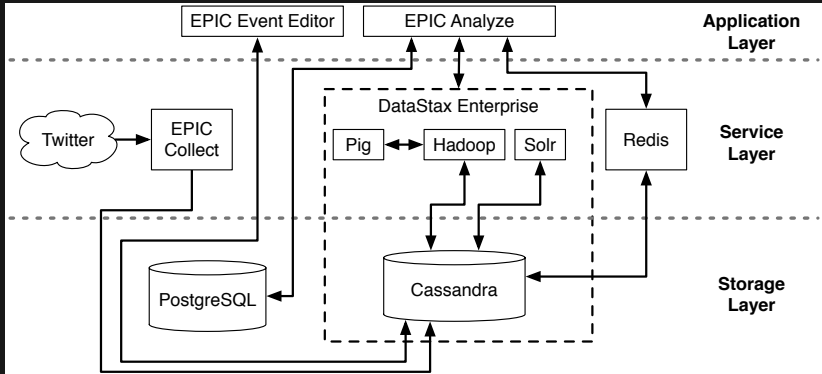 EPIC Event Editor
EPIC Analyze
Application
Layer
DataStax Enterprise
Twitter
EPIC
Collect
Pig
Hadoop
Solr
Redis
Service
Layer
PostgreSQL
Cassandra
Storage
Layer